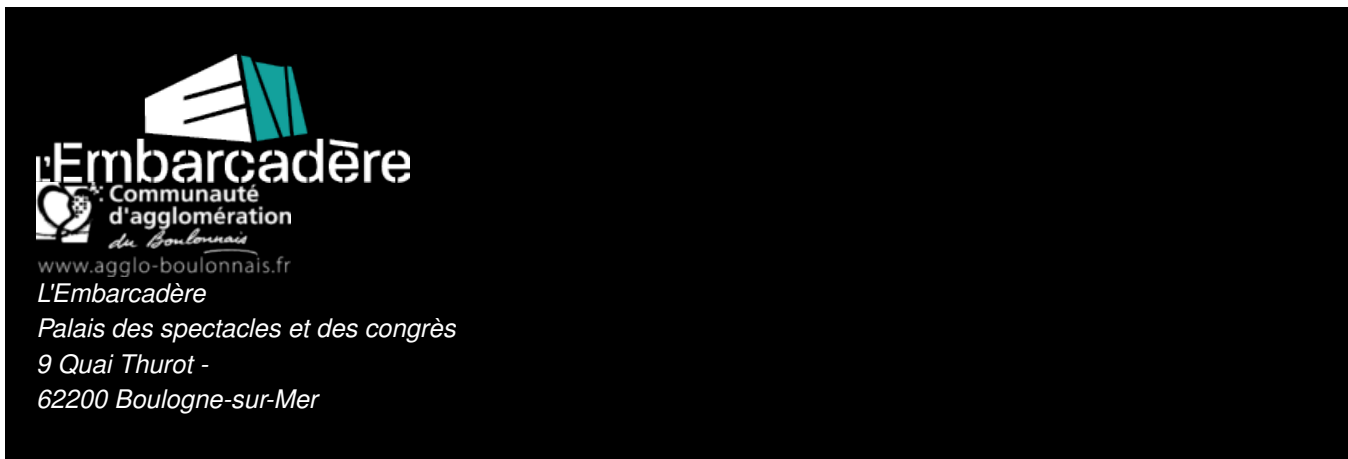 L'Embarcadère
Communauté
d'agglomération
du Boulonnais
www.agglo-boulonnais.fr
L'Embarcadère
Palais des spectacles et des congrès
9 Quai Thurot -
62200 Boulogne-sur-Mer